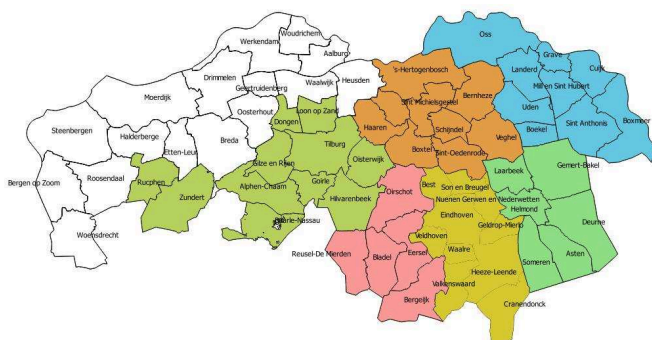 Woudrichem
Werkendam
Aalburg
Oss
Grave
Cuijk
's-Hertogenbosch
Landerd
Drimmelen
Heusden
Waalwijk
Geertruidenberg
Mill en Sint Hubert
Moerdijk
Bernheze
Sint Michielsgestel
Uden
Oosterhout
Loon op Zand
Sint Anthonis
Boxmeer
Dongen
Haaren
Schijndel
Boekel
Steenbergen
Halderberge
Breda
Tilburg
Boxtel
Veghel
Etten-Leur
Oisterwijk
Sint-Oedenrode
Gilze en Rijen
Gemert-Bakel
Laarbeek
Roosendaal
Rucphen
Goirle
Alphen-Chaam
Oirschot
Best
Son en Breugel
Bergen op Zoom
Zundert
Hilvarenbeek
Nuenen Gerwen en
Nederwetten
Helmond
Eindhoven
Baarle-Nassau
Geldrop-Mierlo
Deurne
Woensdrecht
Veldhoven
Waalre
Reusel-De Mierden
Bladel
Eersel
Asten
Someren
Heeze-Leende
Valkenswaard
Bergeijk
Cranendonck